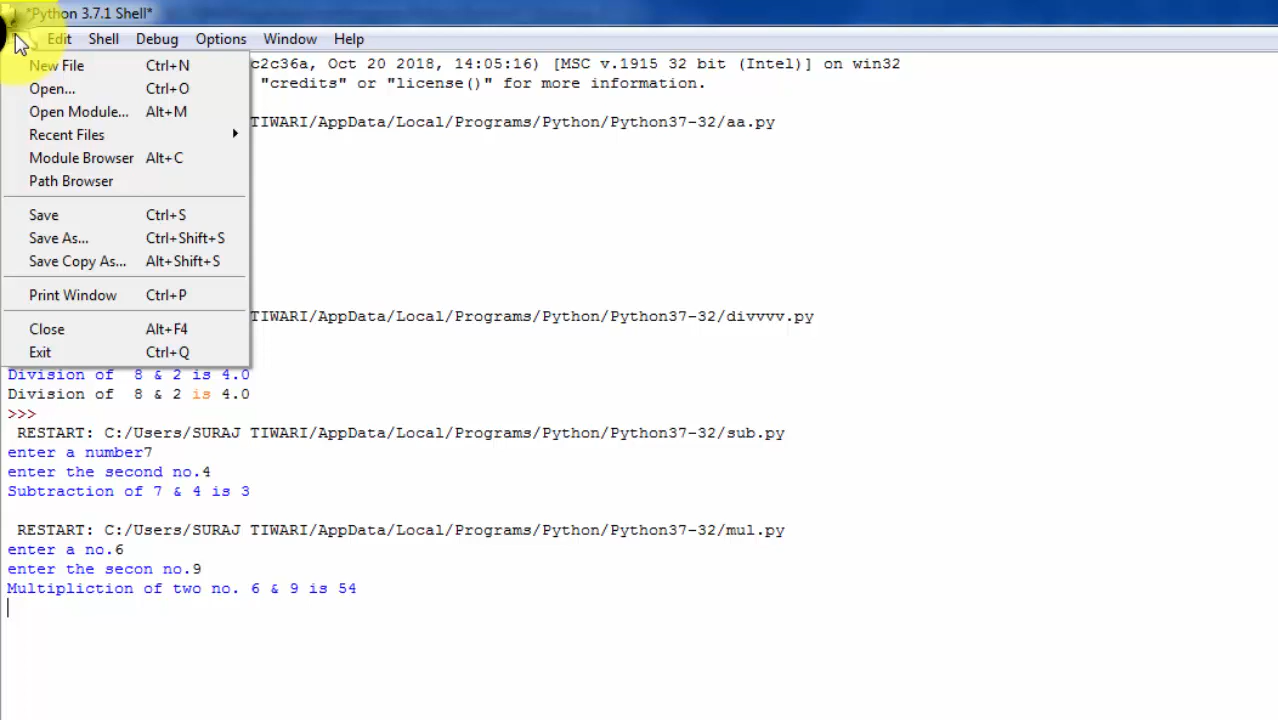 *Python 3.7.1 Shell*
Edit Shell Debug Options Window Help
New File Ctrl+N
Open... Ctrl+O
Open Module... Alt+M
Recent Files
Module Browser Alt+C
Path Browser
Save Ctrl+S
Save As... Ctrl+Shift+S
Save Copy As... Alt+Shift+S
Print Window Ctrl+P
Close Alt+F4
Exit Ctrl+Q
c2c36a, Oct 20 2018, 14:05:16) [MSC v.1915 32 bit (Intel)] on win32
"credits" or "license()" for more information.
TIWARI/AppData/Local/Programs/Python/Python37-32/aa.py
TIWARI/AppData/Local/Programs/Python/Python37-32/divvvv.py
Division of  8 & 2 is 4.0
Division of  8 & 2 is 4.0
>>>
RESTART: C:/Users/SURAJ TIWARI/AppData/Local/Programs/Python/Python37-32/sub.py
enter a number7
enter the second no.4
Subtraction of 7 & 4 is 3
RESTART: C:/Users/SURAJ TIWARI/AppData/Local/Programs/Python/Python37-32/mul.py
enter a no.6
enter the secon no.9
Multipliction of two no. 6 & 9 is 54